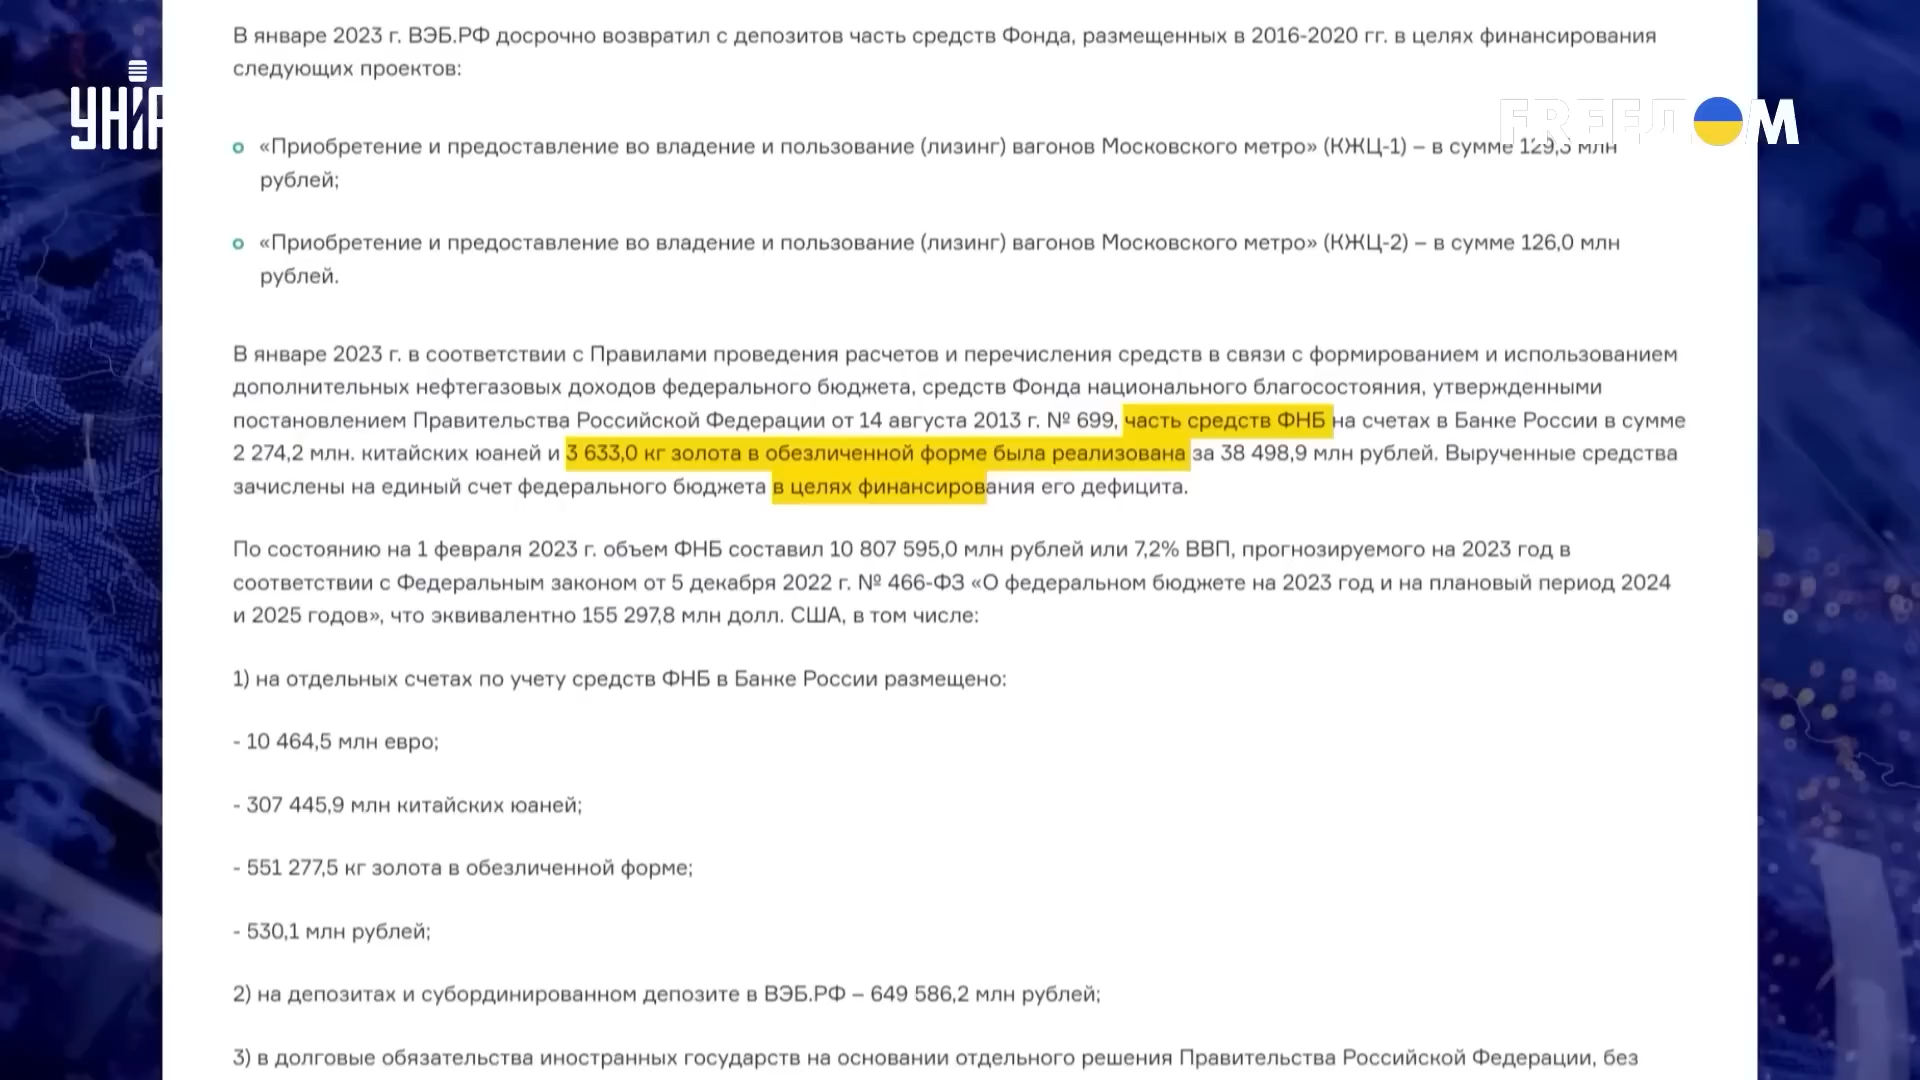 В январе 2023 г. ВЭБ.РФ досрочно возвратил с депозитов часть средств Фонда, размещенных в 2016-2020 гг. в целях финансирования
следующих проектов:
FREEДOM
«Приобретение и предоставление во владение и пользование (лизинг) вагонов Московского метро» (КЖЦ-1) – в сумме 129,3 млн
рублей;
«Приобретение и предоставление во владение и пользование (лизинг) вагонов Московского метро» (КЖЦ-2) – в сумме 126,0 млн
рублей.
В январе 2023 г. в соответствии с Правилами проведения расчетов и перечисления средств в связи с формированием и использованием
дополнительных нефтегазовых доходов федерального бюджета, средств Фонда национального благосостояния, утвержденными
постановлением Правительства Российской Федерации от 14 августа 2013 г. № 699, часть средств ФНБ на счетах в Банке России в сумме
2 274,2 млн. китайских юаней и 3 633,0 кг золота в обезличенной форме была реализована за 38 498,9 млн рублей. Вырученные средства
зачислены на единый счет федерального бюджета в целях финансирования его дефицита.
По состоянию на 1 февраля 2023 г. объем ФНБ составил 10 807 595,0 млн рублей или 7,2% ВВП, прогнозируемого на 2023 год в
соответствии с Федеральным законом от 5 декабря 2022 г. № 466-ФЗ «О федеральном бюджете на 2023 год и на плановый период 2024
и 2025 годов», что эквивалентно 155 297,8 млн долл. США, в том числе:
1) на отдельных счетах по учету средств ФНБ в Банке России размещено:
- 10 464,5 млн евро;
- 307 445,9 млн китайских юаней;
- 551 277,5 кг золота в обезличенной форме;
- 530,1 млн рублей;
2) на депозитах и субординированном депозите в ВЭБ.РФ – 649 586,2 млн рублей;
3) в долговые обязательства иностранных государств на основании отдельного решения Правительства Российской Федерации, без